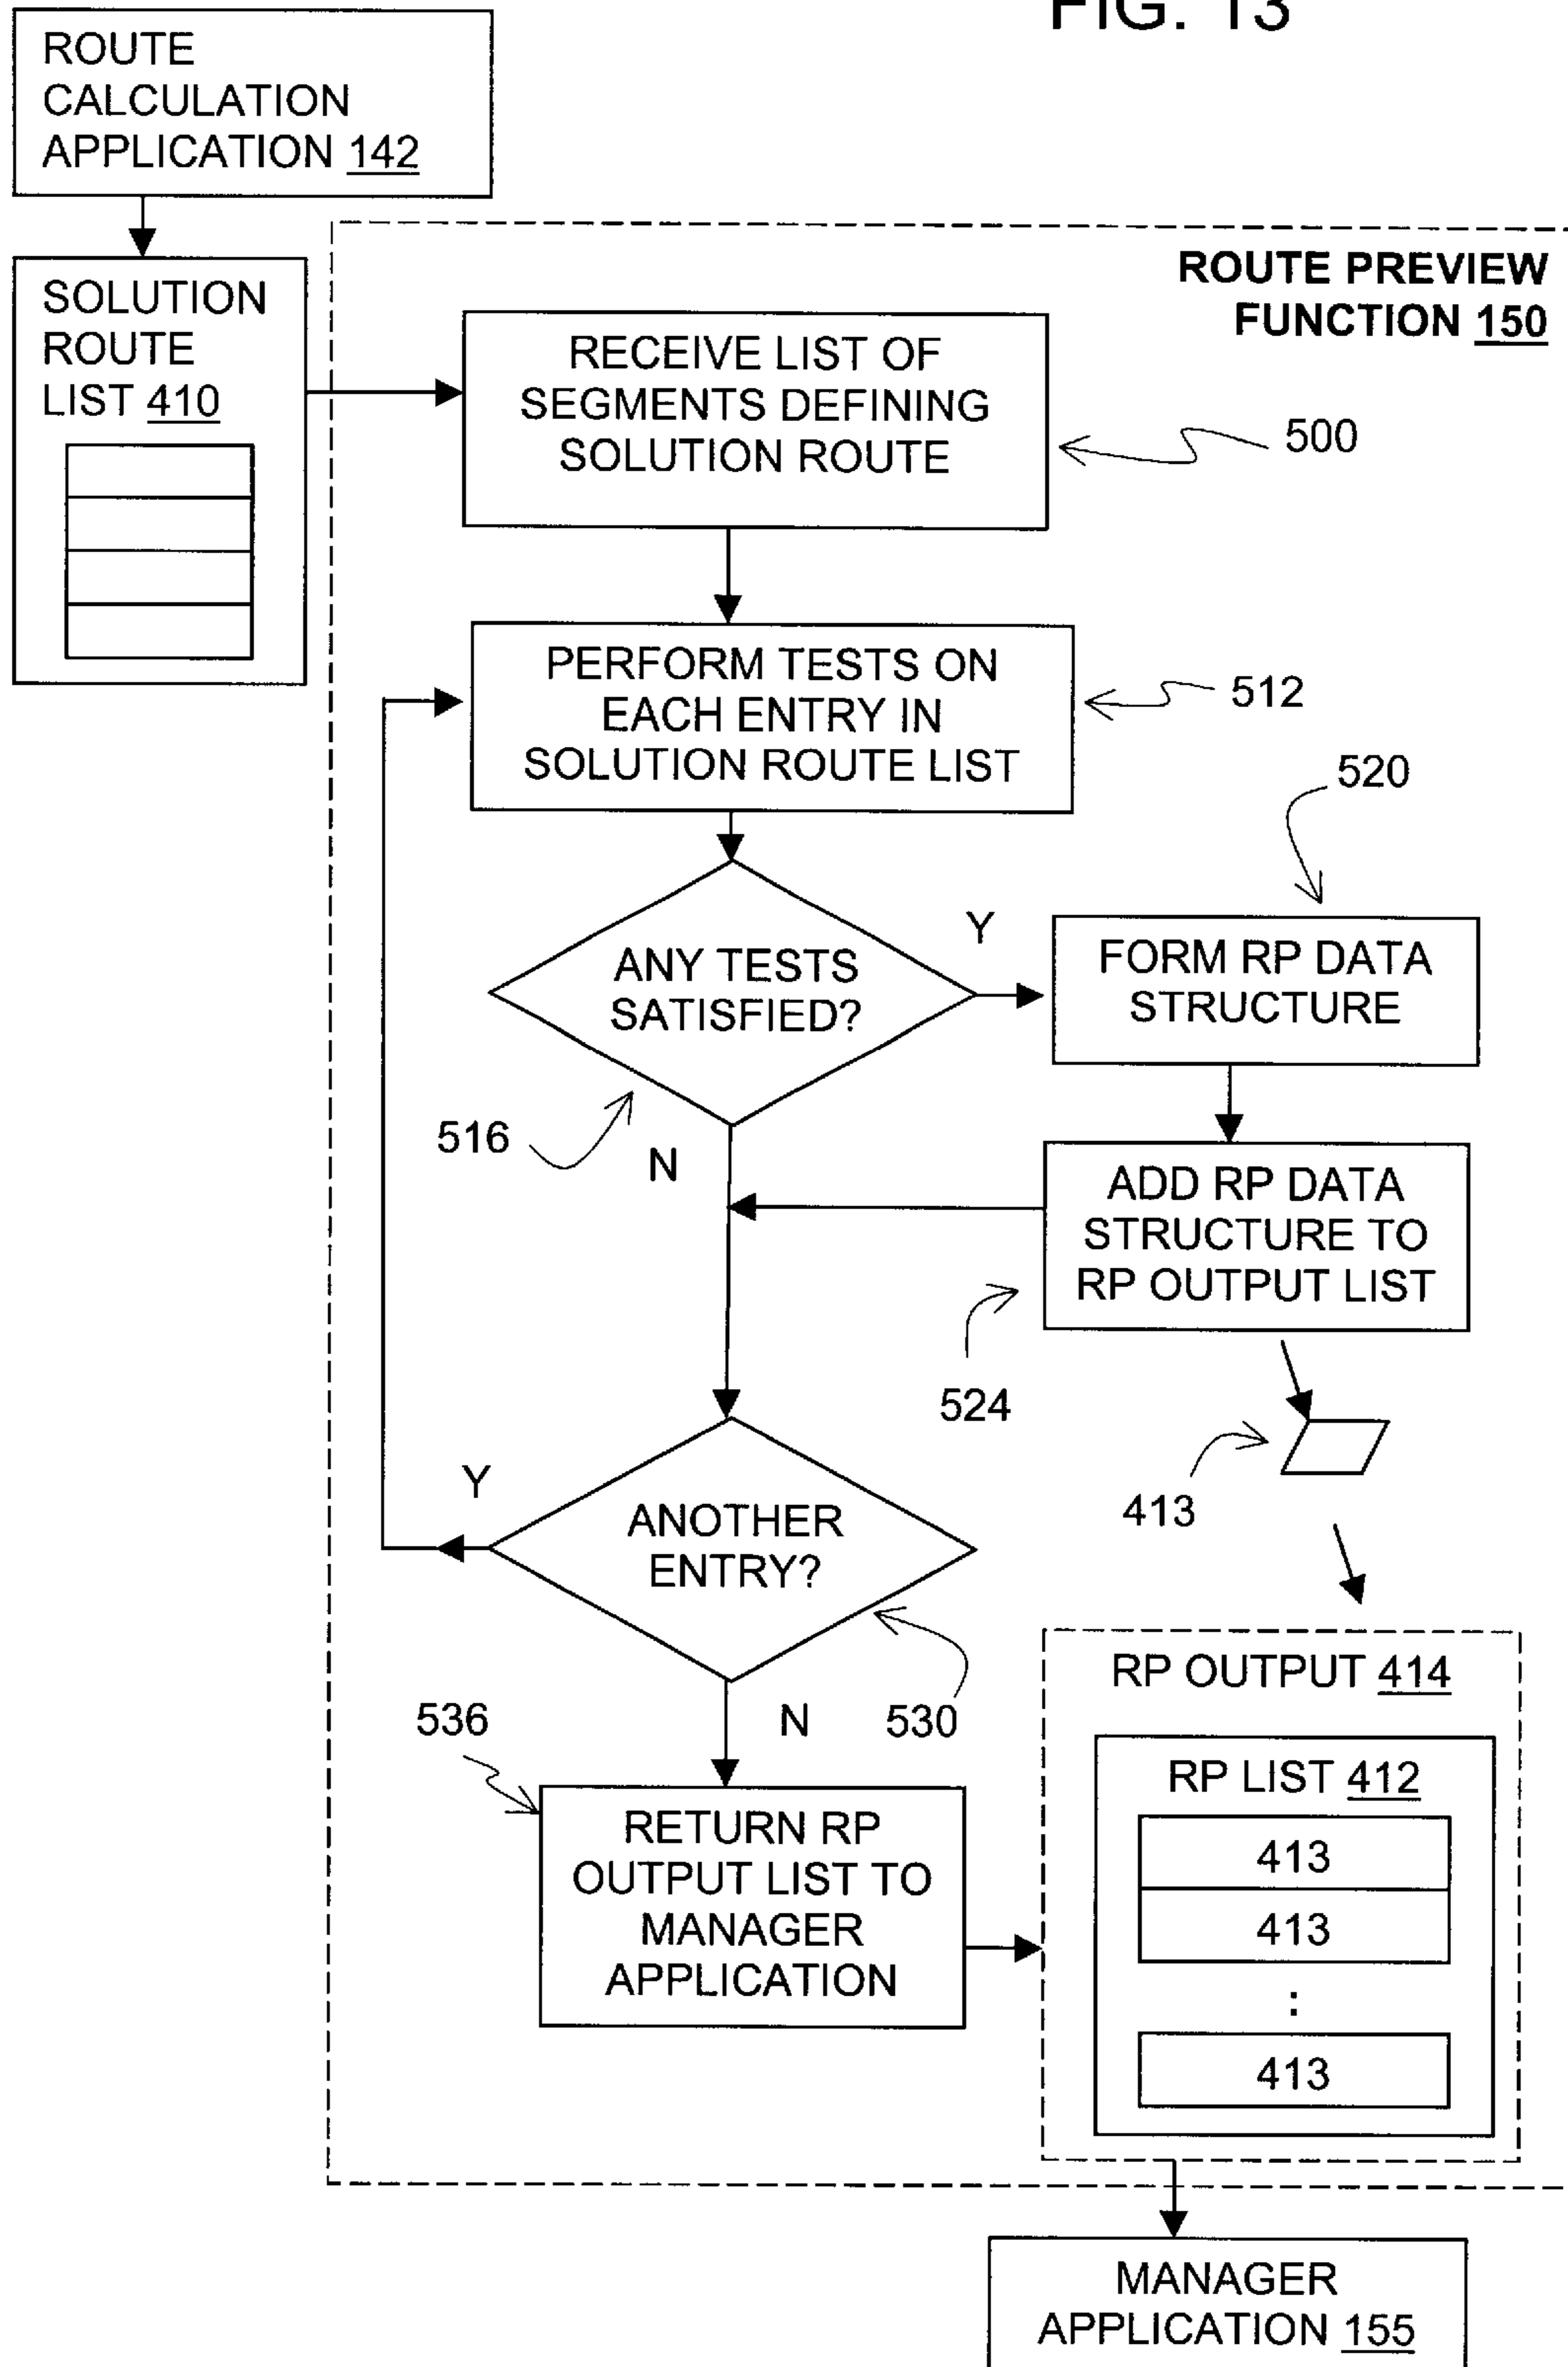 FIG. 13
ROUTE
CALCULATION
APPLICATION 142
SOLUTION
ROUTE
LIST 410
ROUTE PREVIEW
FUNCTION 150
RECEIVE LIST OF
SEGMENTS DEFINING
SOLUTION ROUTE
500
PERFORM TESTS ON
EACH ENTRY IN
SOLUTION ROUTE LIST
512
520
ANY TESTS
SATISFIED?
Y
FORM RP DATA
STRUCTURE
516
N
ADD RP DATA
STRUCTURE TO
RP OUTPUT LIST
524
413
Y
ANOTHER
ENTRY?
530
N
536
RETURN RP
OUTPUT LIST TO
MANAGER
APPLICATION
RP OUTPUT 414
RP LIST 412
413
413
:
413
MANAGER
APPLICATION 155